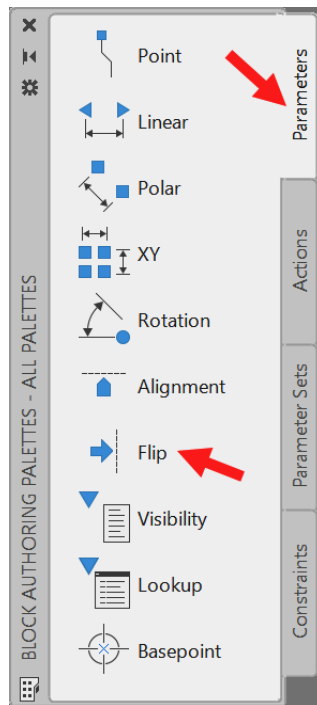 Point
Linear
Polar
XY
Rotation
Alignment
Flip
Visibility
Lookup
Basepoint
Parameters
Actions
Parameter Sets
Constraints
BLOCK AUTHORING PALETTES - ALL PALETTES